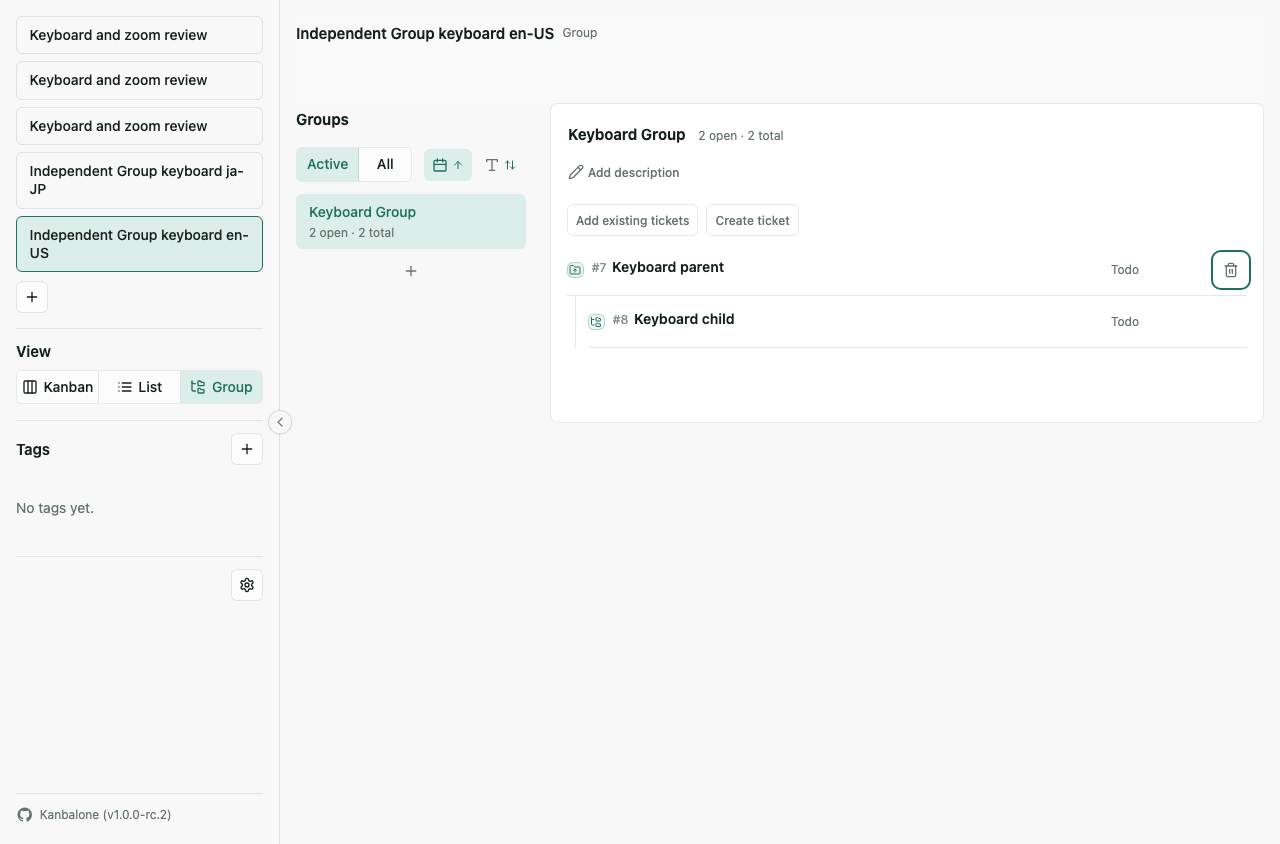 Keyboard and zoom review
Keyboard and zoom review
Keyboard and zoom review
Independent Group keyboard ja-
JP
Independent Group keyboard en-
US
View
Kanban
List
Group
Tags
No tags yet.
Kanbalone (v1.0.0-rc.2)
Independent Group keyboard en-US Group
Groups
Active
All
Keyboard Group
2 open · 2 total
Keyboard Group 2 open · 2 total
Add description
Add existing tickets
Create ticket
#7 Keyboard parent Todo
#8 Keyboard child Todo